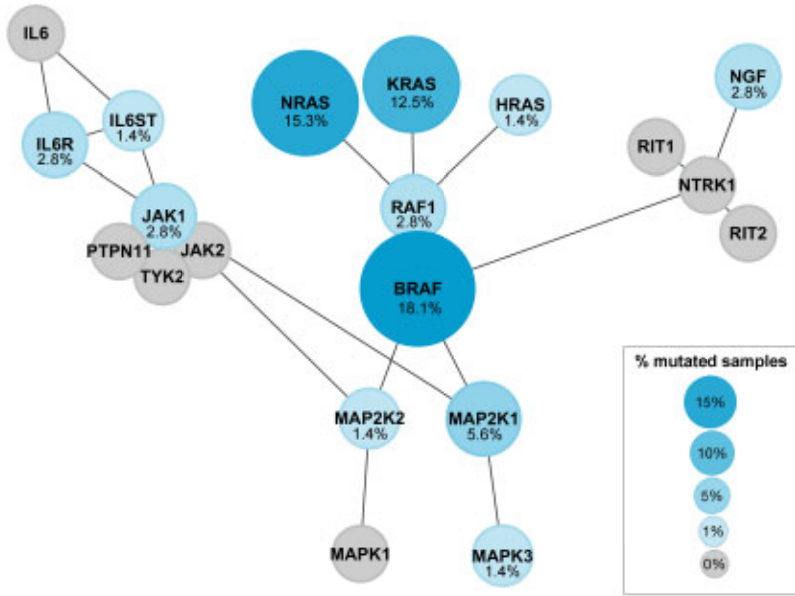 IL6
IL6R
2.8%
IL6ST
1.4%
JAK1
2.8%
PTPN11
JAK2
TYK2
NRAS
15.3%
KRAS
12.5%
HRAS
1.4%
RAF1
2.8%
BRAF
18.1%
NGF
2.8%
RIT1
NTRK1
RIT2
MAP2K2
1.4%
MAP2K1
5.6%
MAPK1
MAPK3
1.4%
% mutated samples
15%
10%
5%
1%
0%